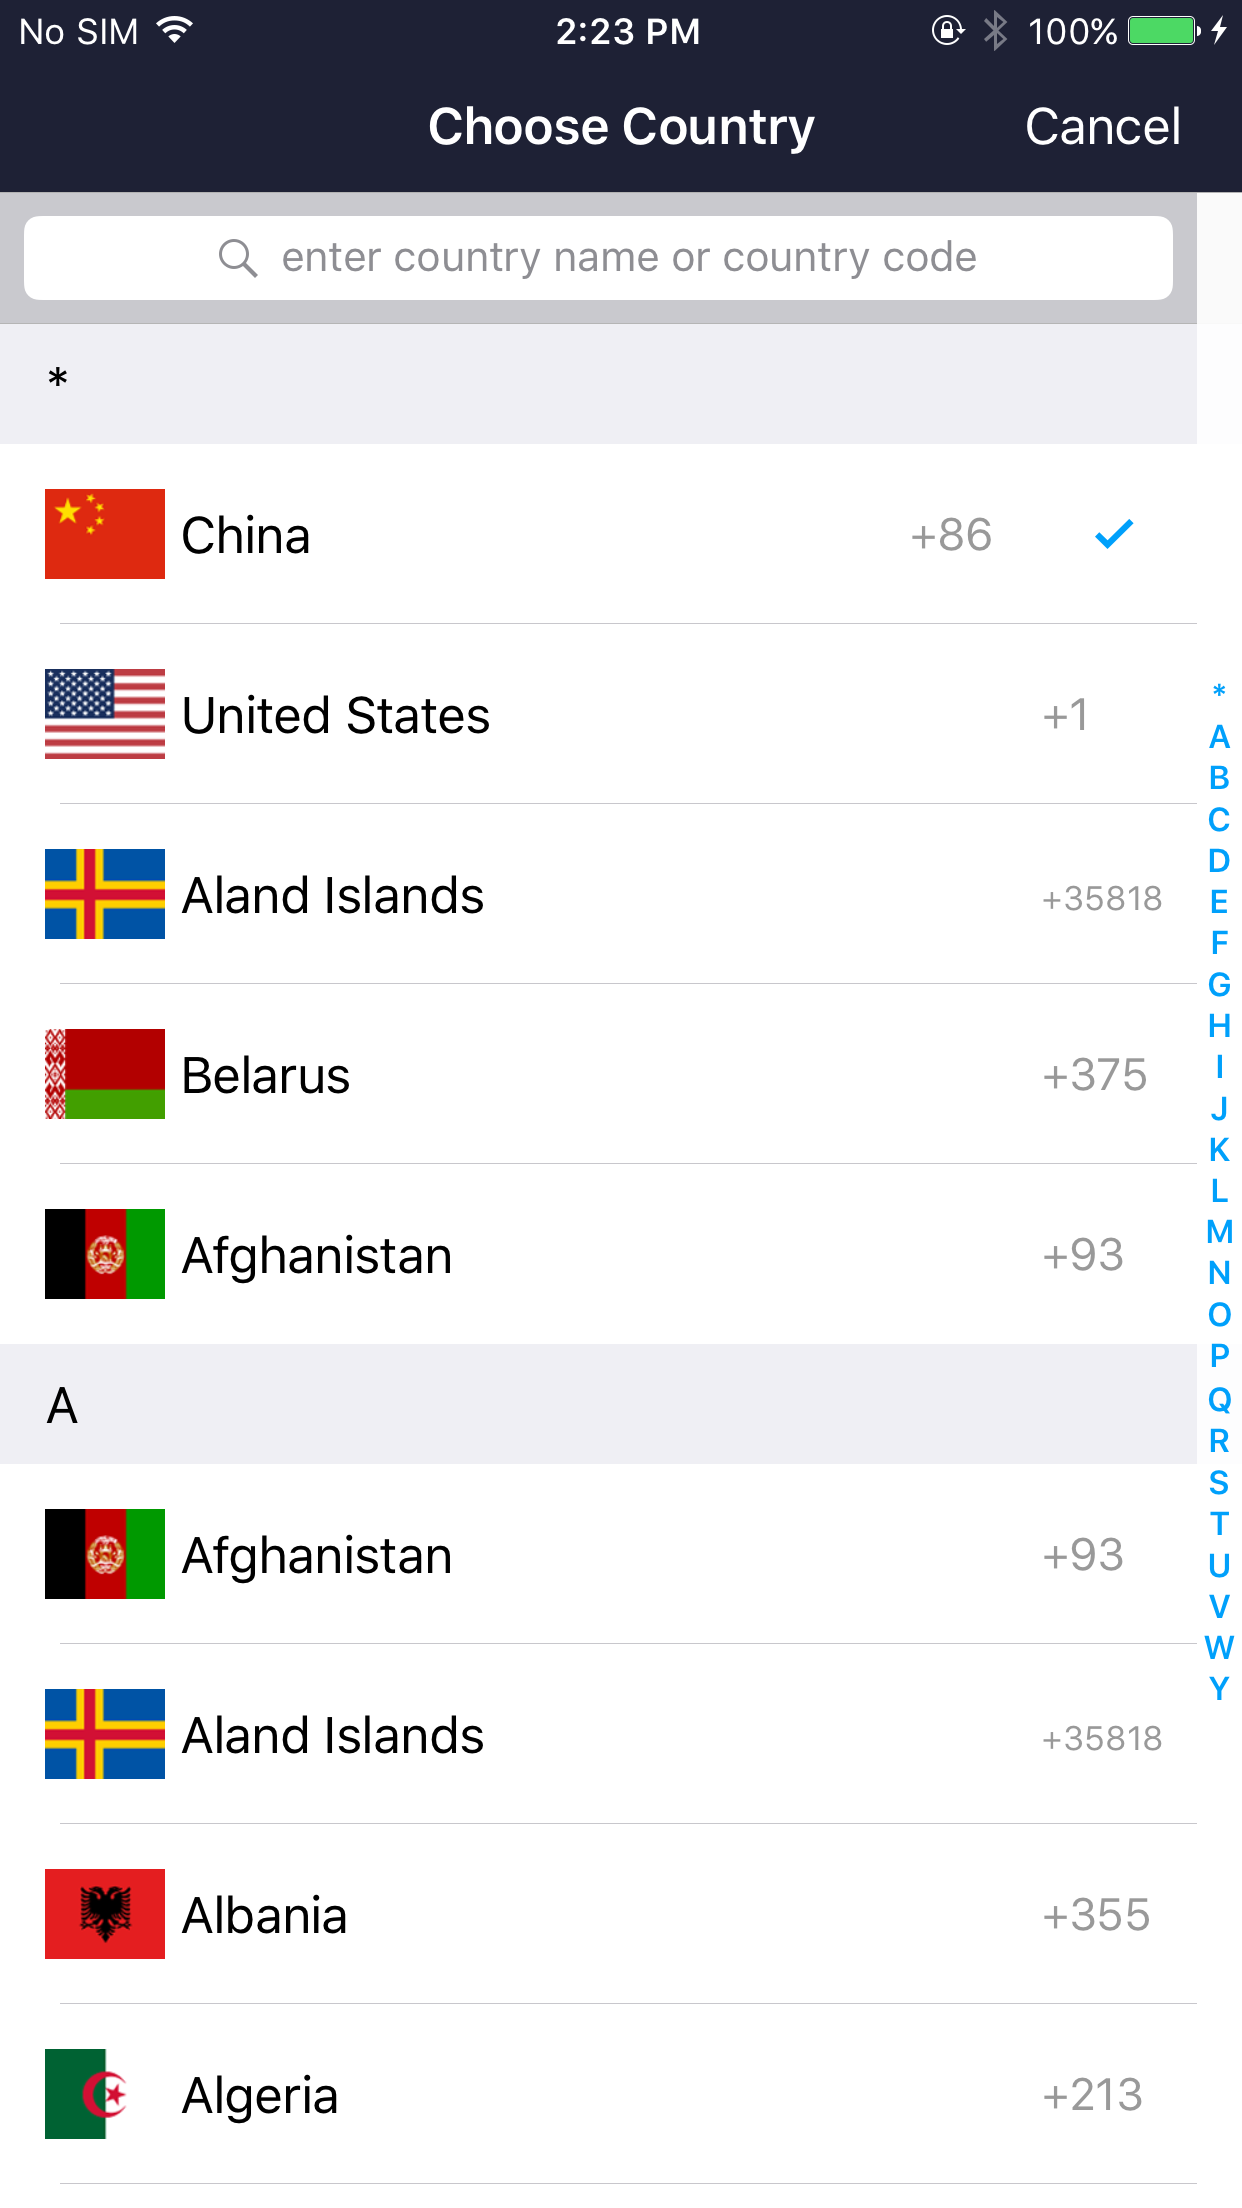 No SIM 2:23 PM 100%
Choose Country Cancel
enter country name or country code
*
China +86
United States +1
Aland Islands +35818
Belarus +375
Afghanistan +93
A
Afghanistan +93
Aland Islands +35818
Albania +355
Algeria +213
*
A
B
C
D
E
F
G
H
I
J
K
L
M
N
O
P
Q
R
S
T
U
V
W
Y